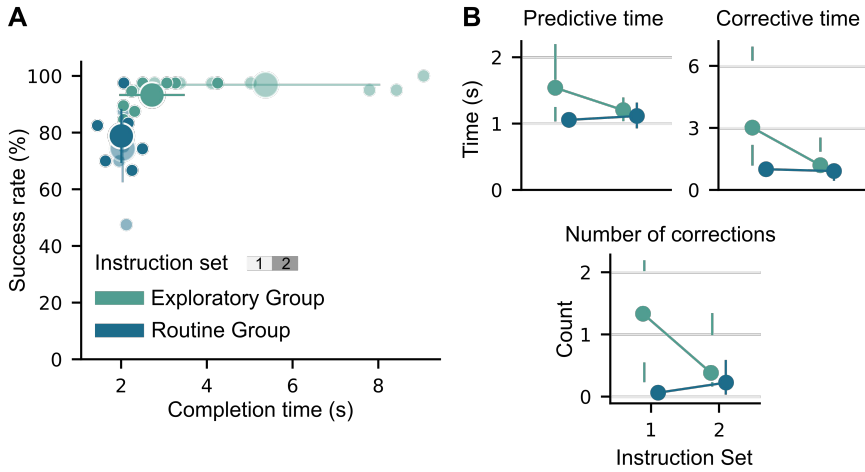 A
Success rate (%)
100
80
60
40
20
0
Instruction set 1 2
Exploratory Group
Routine Group
2 4 6 8
Completion time (s)
B
Predictive time
Corrective time
Time (s)
2
1
0
6
3
0
Number of corrections
Count
2
1
0
1 2
Instruction Set